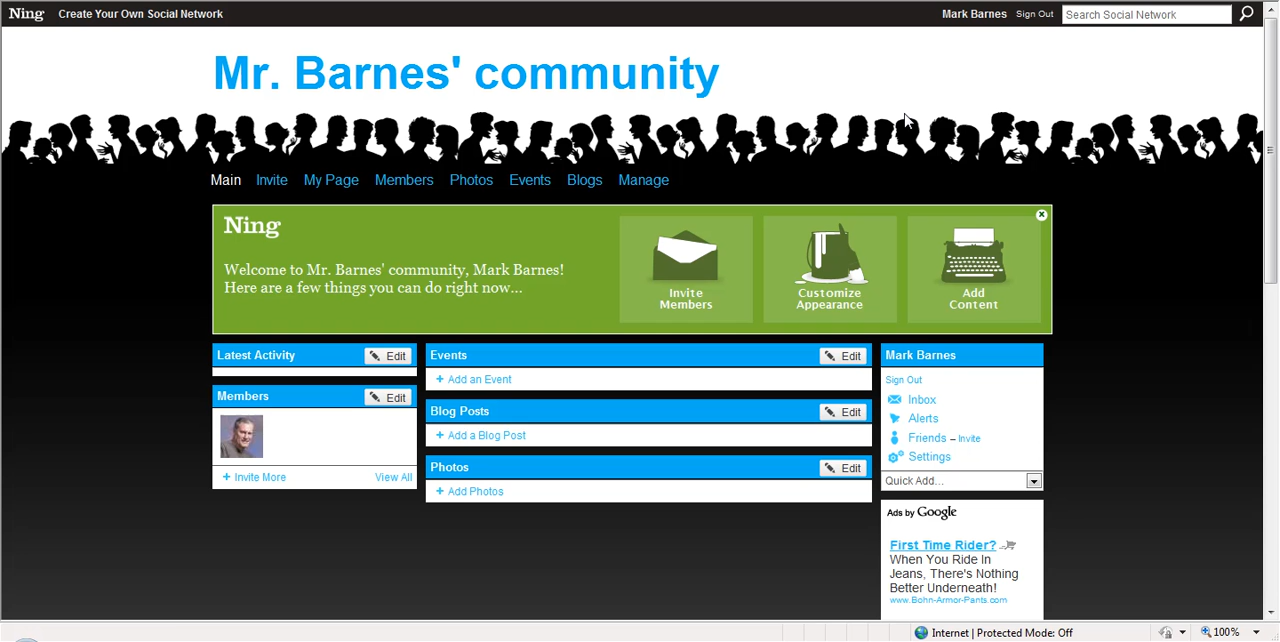 Ning Create Your Own Social Network Mark Barnes Sign Out Search Social Network
Mr. Barnes' community
Main Invite My Page Members Photos Events Blogs Manage
Ning
Welcome to Mr. Barnes' community, Mark Barnes!
Here are a few things you can do right now...
Invite
Members
Customize
Appearance
Add
Content
Latest Activity Edit
Members Edit
+ Invite More View All
Events Edit
+ Add an Event
Blog Posts Edit
+ Add a Blog Post
Photos Edit
+ Add Photos
Mark Barnes
Sign Out
Inbox
Alerts
Friends – Invite
Settings
Quick Add...
Ads by Google
First Time Rider?
When You Ride In
Jeans, There's Nothing
Better Underneath!
www.Bohn-Armor-Pants.com
Internet | Protected Mode: Off 100%